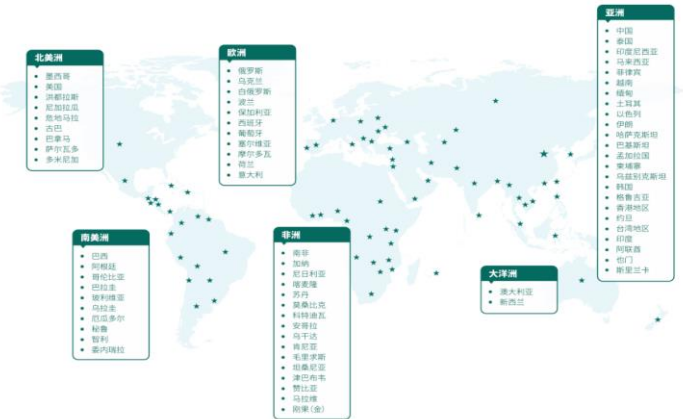 北美洲
墨西哥
美国
洪都拉斯
尼加拉瓜
危地马拉
古巴
巴拿马
萨尔瓦多
多米尼加
欧洲
俄罗斯
乌克兰
白俄罗斯
波兰
保加利亚
西班牙
葡萄牙
塞尔维亚
摩尔多瓦
荷兰
意大利
亚洲
中国
泰国
印度尼西亚
马来西亚
菲律宾
越南
缅甸
土耳其
以色列
伊朗
哈萨克斯坦
巴基斯坦
孟加拉国
柬埔寨
乌兹别克斯坦
韩国
格鲁吉亚
香港地区
约旦
台湾地区
印度
阿联酋
也门
斯里兰卡
南美洲
巴西
阿根廷
哥伦比亚
巴拉圭
玻利维亚
乌拉圭
厄瓜多尔
秘鲁
智利
委内瑞拉
非洲
南非
加纳
尼日利亚
喀麦隆
苏丹
莫桑比克
科特迪瓦
安哥拉
乌干达
肯尼亚
毛里求斯
坦桑尼亚
津巴布韦
赞比亚
马拉维
刚果(金)
大洋洲
澳大利亚
新西兰